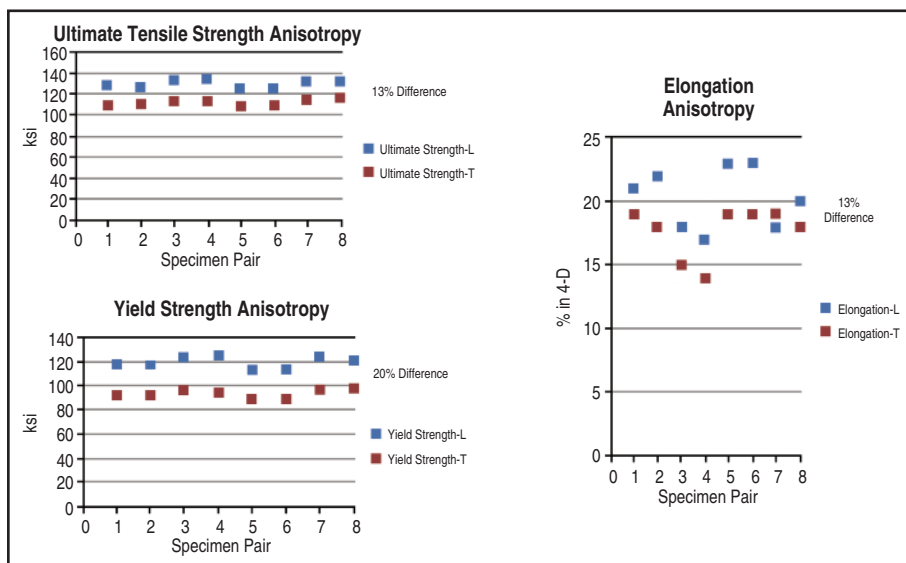 Ultimate Tensile Strength Anisotropy
160
140
120
100
80
60
40
20
0
ksi
0 1 2 3 4 5 6 7 8
Specimen Pair
13% Difference
Ultimate Strength-L
Ultimate Strength-T
Yield Strength Anisotropy
140
120
100
80
60
40
20
0
ksi
0 1 2 3 4 5 6 7 8
Specimen Pair
20% Difference
Yield Strength-L
Yield Strength-T
Elongation
Anisotropy
25
20
15
10
5
0
% in 4-D
0 1 2 3 4 5 6 7 8
Specimen Pair
13%
Difference
Elongation-L
Elongation-T